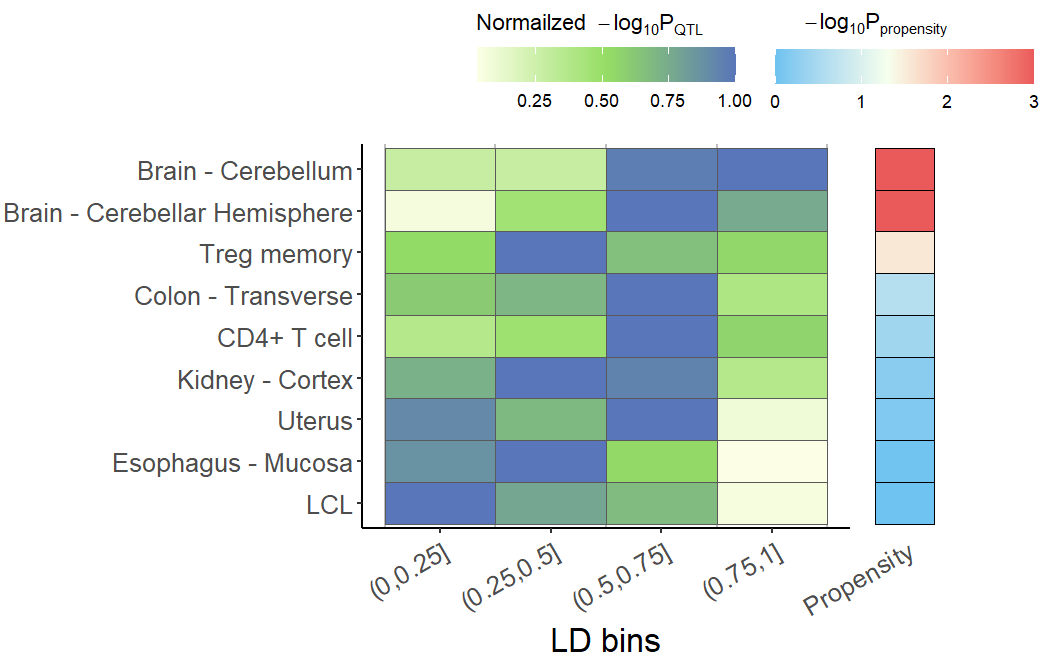 Normailzed −log10PQTL
−log10Ppropensity
0.25 0.50 0.75 1.00
0 1 2 3
Brain - Cerebellum
Brain - Cerebellar Hemisphere
Treg memory
Colon - Transverse
CD4+ T cell
Kidney - Cortex
Uterus
Esophagus - Mucosa
LCL
(0,0.25] (0.25,0.5] (0.5,0.75] (0.75,1] Propensity
LD bins